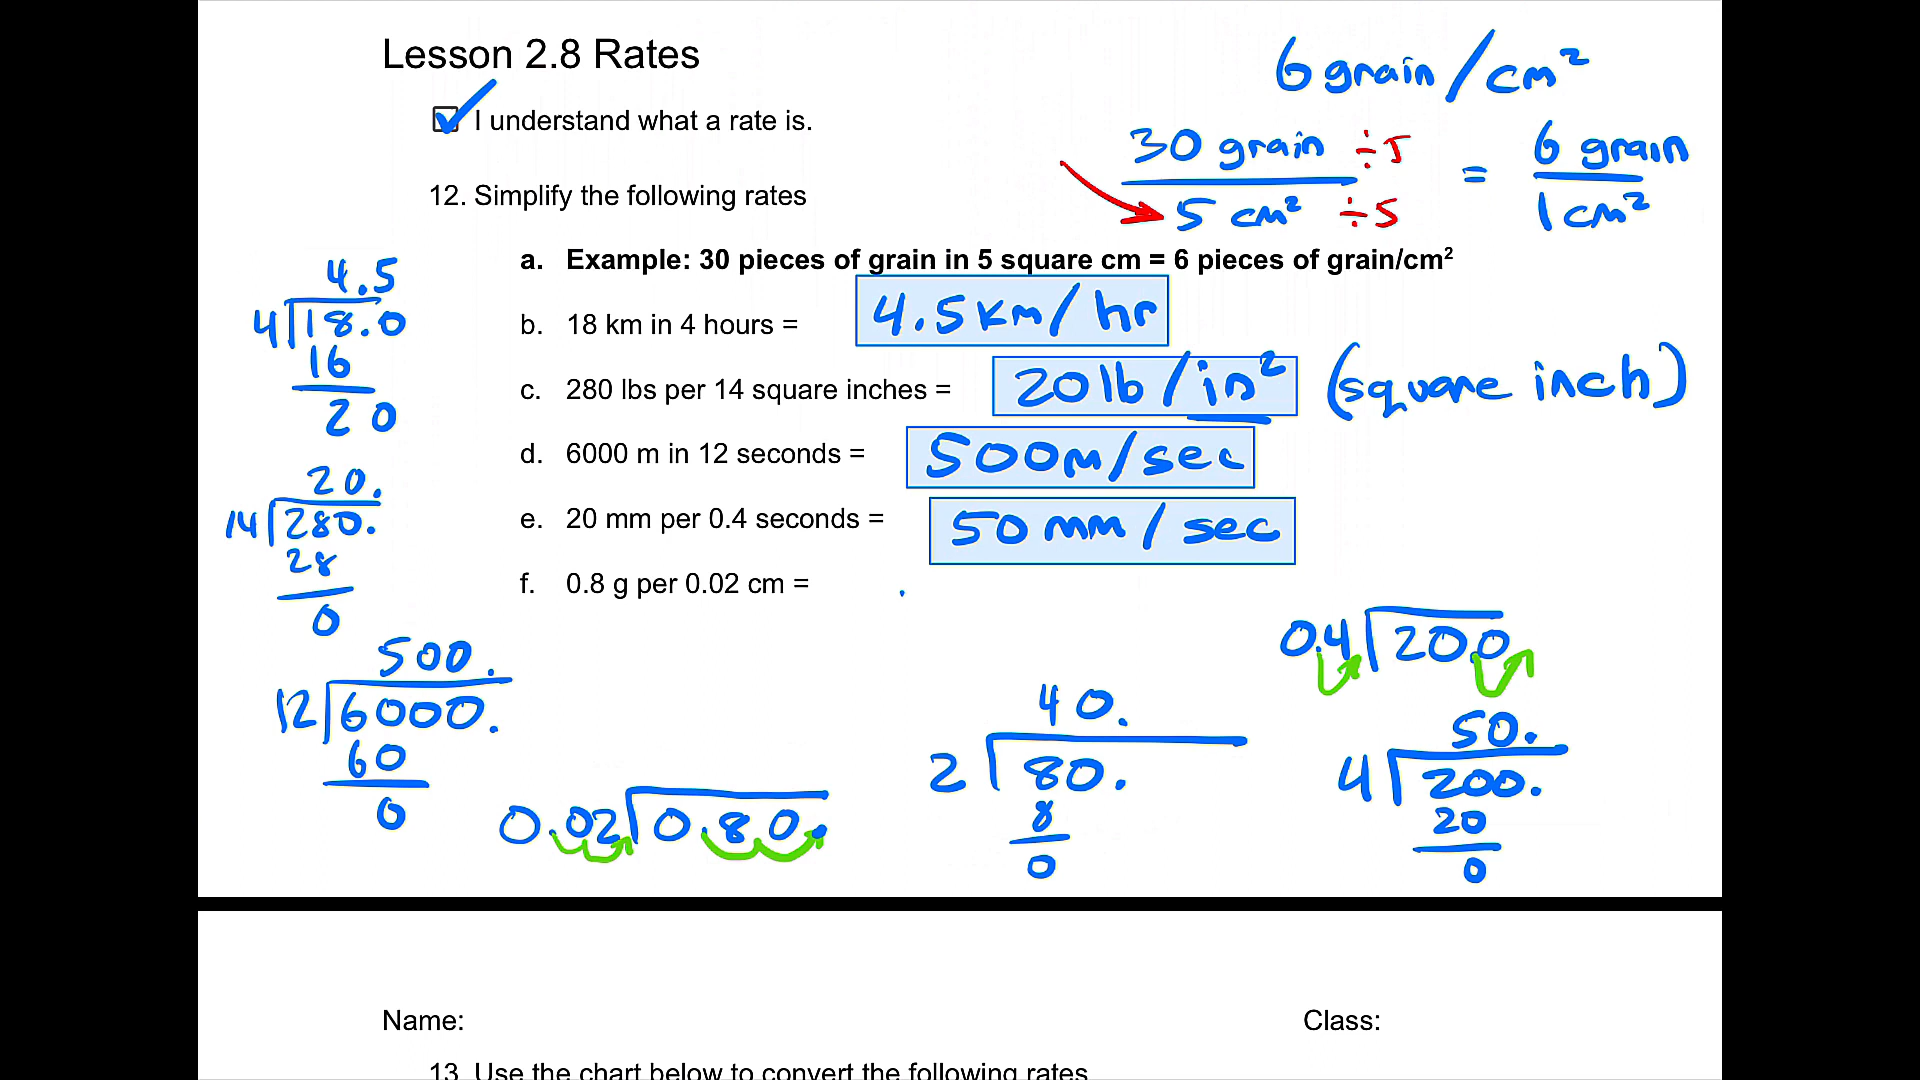 Lesson 2.8 Rates
6 grain/cm²
I understand what a rate is.
30 grain ÷5 = 6 grain
5 cm² ÷5 1 cm²
12. Simplify the following rates
a. Example: 30 pieces of grain in 5 square cm = 6 pieces of grain/cm²
b. 18 km in 4 hours = 4.5 km/hr
c. 280 lbs per 14 square inches = 20 lb/in² (square inch)
d. 6000 m in 12 seconds = 500m/sec
e. 20 mm per 0.4 seconds = 50 mm/sec
f. 0.8 g per 0.02 cm =
4.5
4 18.0
16
20
20.
14 280.
28
0
500.
12 6000.
60
0
0.02 0.80.
40.
2 80.
8
0
0.4 20.0
50.
4 200.
20
0
Name: Class:
13. Use the chart below to convert the following rates